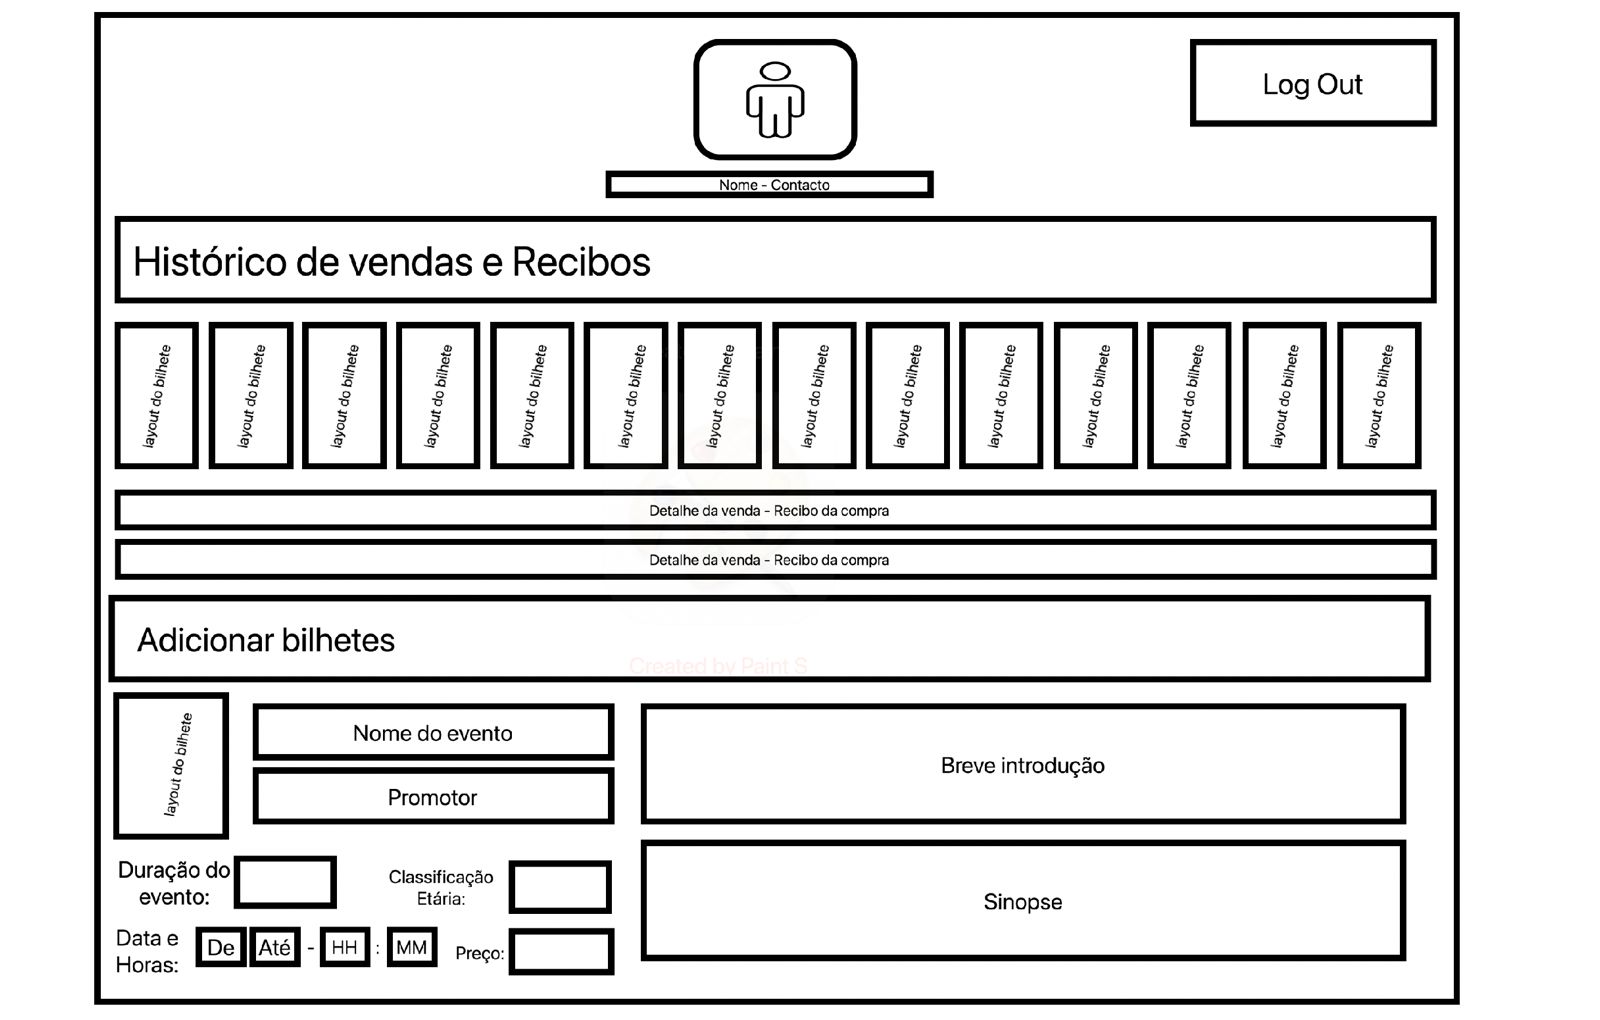 Log Out
Nome - Contacto
Histórico de vendas e Recibos
layout do bilhete
layout do bilhete
layout do bilhete
layout do bilhete
layout do bilhete
layout do bilhete
layout do bilhete
layout do bilhete
layout do bilhete
layout do bilhete
layout do bilhete
layout do bilhete
layout do bilhete
layout do bilhete
Detalhe da venda - Recibo da compra
Detalhe da venda - Recibo da compra
Adicionar bilhetes
Created by Paint S
layout do bilhete
Nome do evento
Promotor
Breve introdução
Duração do
evento:
Classificação
Etária:
Sinopse
Data e
Horas:
De
Até
-
HH
:
MM
Preço: